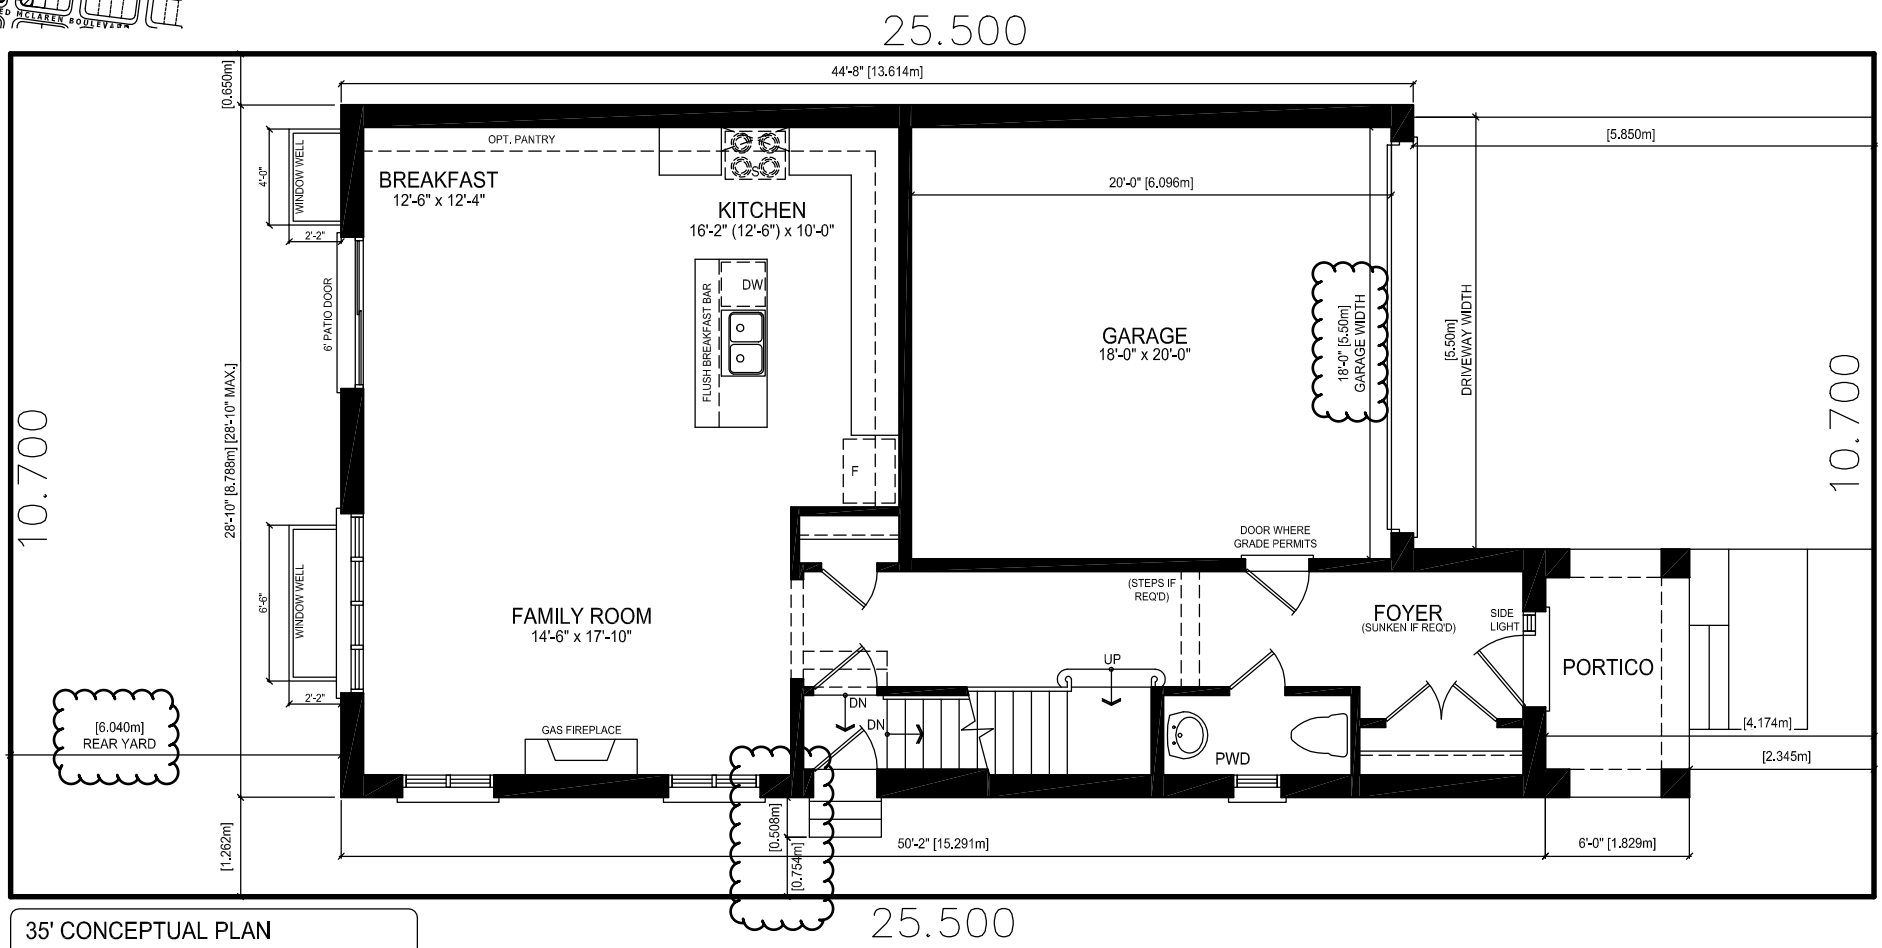 ED MCLAREN BOULEVARD
25.500
44'-8" [13.614m]
[0.650m]
[5.850m]
OPT. PANTRY
WINDOW WELL
4'-0"
2'-2"
BREAKFAST
12'-6" x 12'-4"
S
KITCHEN
16'-2" (12'-6") x 10'-0"
20'-0" [6.096m]
6' PATIO DOOR
FLUSH BREAKFAST BAR
DW
GARAGE
18'-0" x 20'-0"
18'-0" [5.50m]
GARAGE WIDTH
[5.50m]
DRIVEWAY WIDTH
10.700
10.700
28'-10" [8.788m] [28'-10" MAX.]
F
DOOR WHERE
GRADE PERMITS
6'-6"
WINDOW WELL
2'-2"
FAMILY ROOM
14'-6" x 17'-10"
(STEPS IF
REQ'D)
FOYER
(SUNKEN IF REQ'D)
SIDE
LIGHT
PORTICO
UP
DN
DN
[6.040m]
REAR YARD
GAS FIREPLACE
PWD
[4.174m]
[2.345m]
[1.262m]
[0.508m]
[0.754m]
50'-2" [15.291m]
6'-0" [1.829m]
25.500
35' CONCEPTUAL PLAN